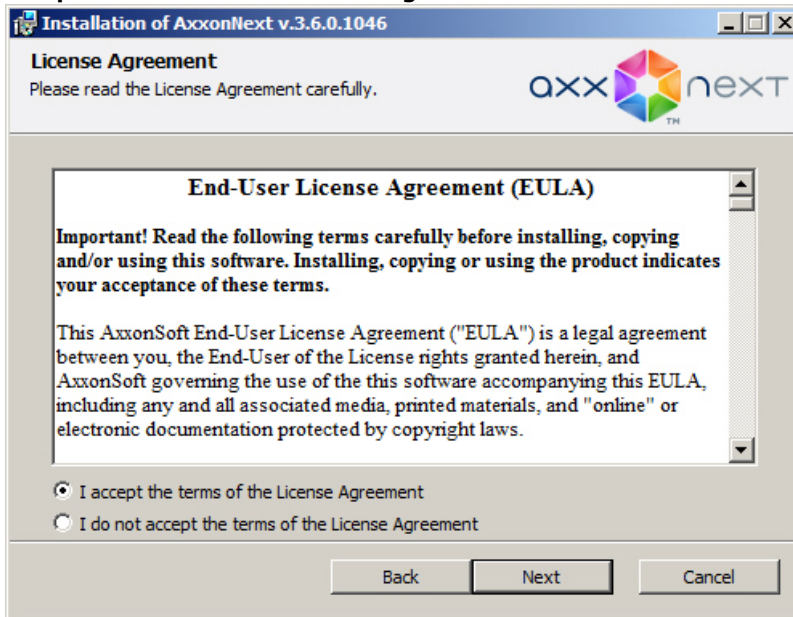 Installation of AxxonNext v.3.6.0.1046
License Agreement
Please read the License Agreement carefully.
axxnext
TM
End-User License Agreement (EULA)
Important! Read the following terms carefully before installing, copying
and/or using this software. Installing, copying or using the product indicates
your acceptance of these terms.
This AxxonSoft End-User License Agreement ("EULA") is a legal agreement
between you, the End-User of the License rights granted herein, and
AxxonSoft governing the use of the this software accompanying this EULA,
including any and all associated media, printed materials, and "online" or
electronic documentation protected by copyright laws.
I accept the terms of the License Agreement
I do not accept the terms of the License Agreement
Back Next Cancel